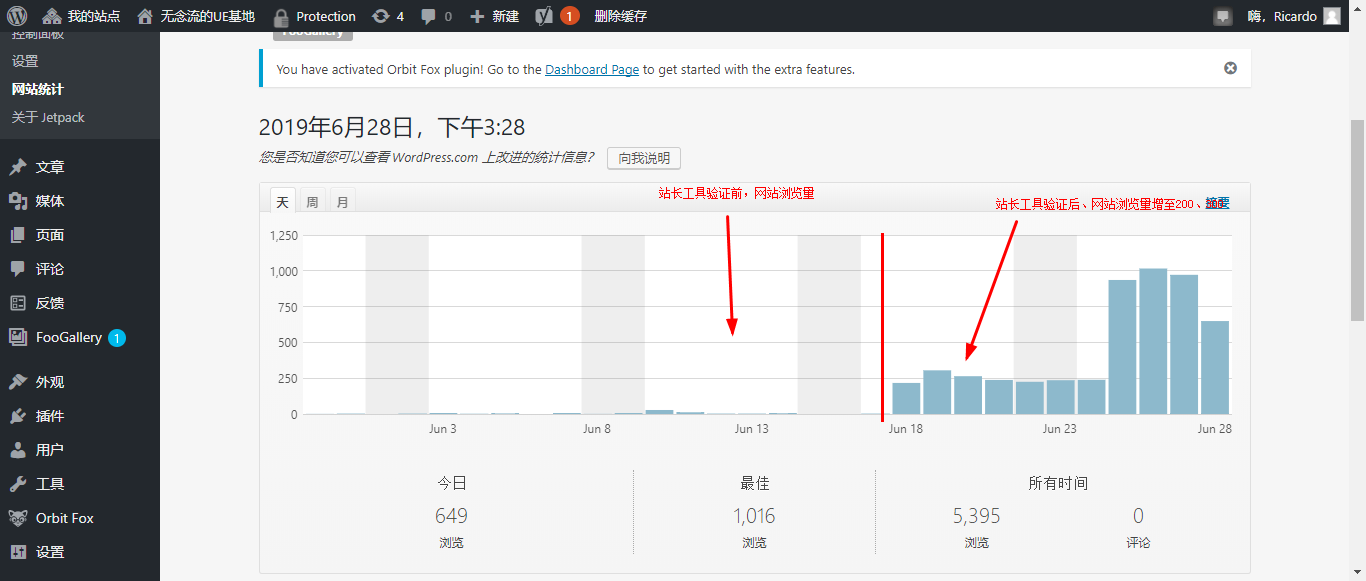 我的站点 无念流的UE基地 Protection 4 0 新建 1 删除缓存 嗨，Ricardo
控制面板
设置
网站统计
关于 Jetpack
文章
媒体
页面
评论
反馈
FooGallery 1
外观
插件
用户
工具
Orbit Fox
设置
FooGallery
You have activated Orbit Fox plugin! Go to the Dashboard Page to get started with the extra features.
2019年6月28日，下午3:28
您是否知道您可以查看 WordPress.com 上改进的统计信息？ 向我说明
天 周 月
站长工具验证前，网站浏览量
站长工具验证后、网站浏览量增至200、 摘要
1,250
1,000
750
500
250
0
Jun 3 Jun 8 Jun 13 Jun 18 Jun 23 Jun 28
今日 最佳 所有时间
649 1,016 5,395 0
浏览 浏览 浏览 评论